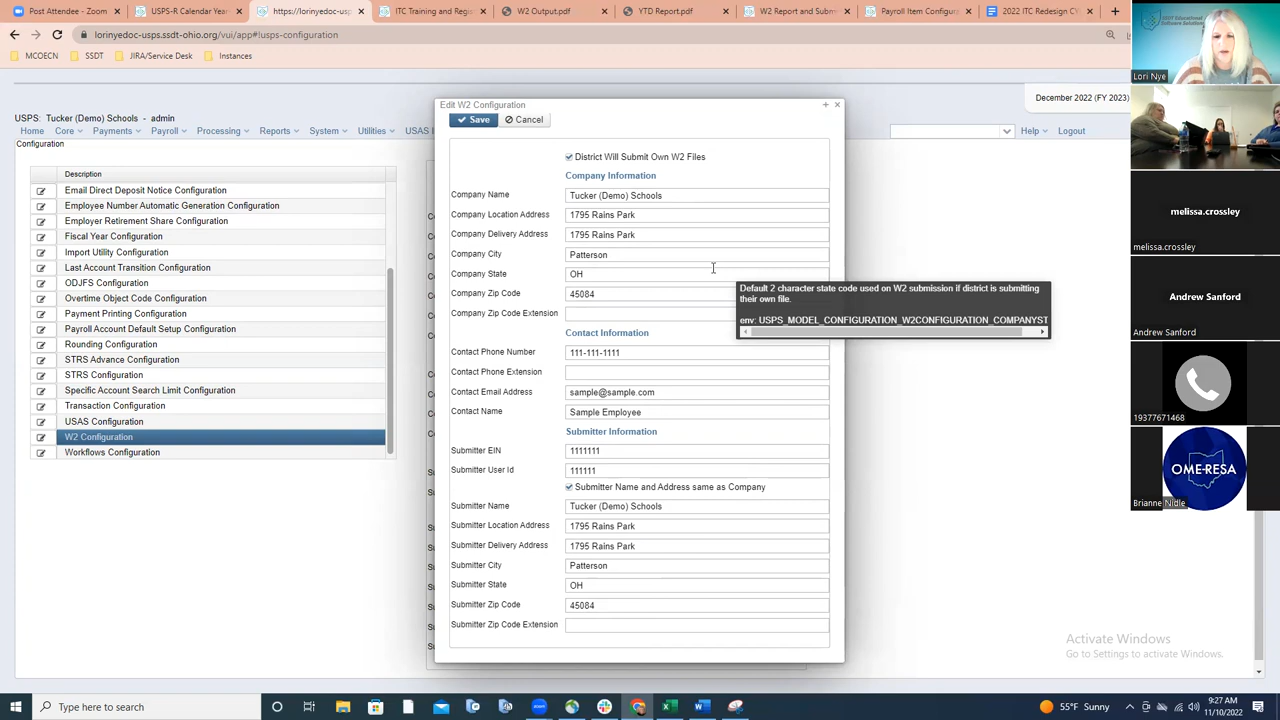 Post Attendee - Zoom
USPS-R Calendar Year
https://lorinyedoc-usp
ITC Training and Rep
W2 Output.pdf
YTD Report.pdf
W2 Report and Submi
Payroll Item Configura
2022 ITC Redesign CY
MCOECN
SSDT
JIRA/Service Desk
Instances
SSDT Educational
Software Solutions
Lori Nye
December 2022 (FY 2023)
USPS: Tucker (Demo) Schools - admin
Home Core Payments Payroll Processing Reports System Utilities USAS Help Logout
Configuration
Description
Email Direct Deposit Notice Configuration
Employee Number Automatic Generation Configuration
Employer Retirement Share Configuration
Fiscal Year Configuration
Import Utility Configuration
Last Account Transition Configuration
ODJFS Configuration
Overtime Object Code Configuration
Payment Printing Configuration
Payroll Account Default Setup Configuration
Rounding Configuration
STRS Advance Configuration
STRS Configuration
Specific Account Search Limit Configuration
Transaction Configuration
USAS Configuration
W2 Configuration
Workflows Configuration
Edit W2 Configuration
Save Cancel
District Will Submit Own W2 Files
Company Information
Company Name Tucker (Demo) Schools
Company Location Address 1795 Rains Park
Company Delivery Address 1795 Rains Park
Company City Patterson
Company State OH
Company Zip Code 45084
Company Zip Code Extension
Contact Information
Contact Phone Number 111-111-1111
Contact Phone Extension
Contact Email Address sample@sample.com
Contact Name Sample Employee
Submitter Information
Submitter EIN 1111111
Submitter User Id 111111
Submitter Name and Address same as Company
Submitter Name Tucker (Demo) Schools
Submitter Location Address 1795 Rains Park
Submitter Delivery Address 1795 Rains Park
Submitter City Patterson
Submitter State OH
Submitter Zip Code 45084
Submitter Zip Code Extension
Default 2 character state code used on W2 submission if district is submitting
their own file.
env: USPS_MODEL_CONFIGURATION_W2CONFIGURATION_COMPANYST
melissa.crossley
melissa.crossley
Andrew Sanford
Andrew Sanford
19377671468
OME-RESA
Brianne Nidle
Activate Windows
Go to Settings to activate Windows.
Type here to search
55°F Sunny
9:27 AM
11/10/2022